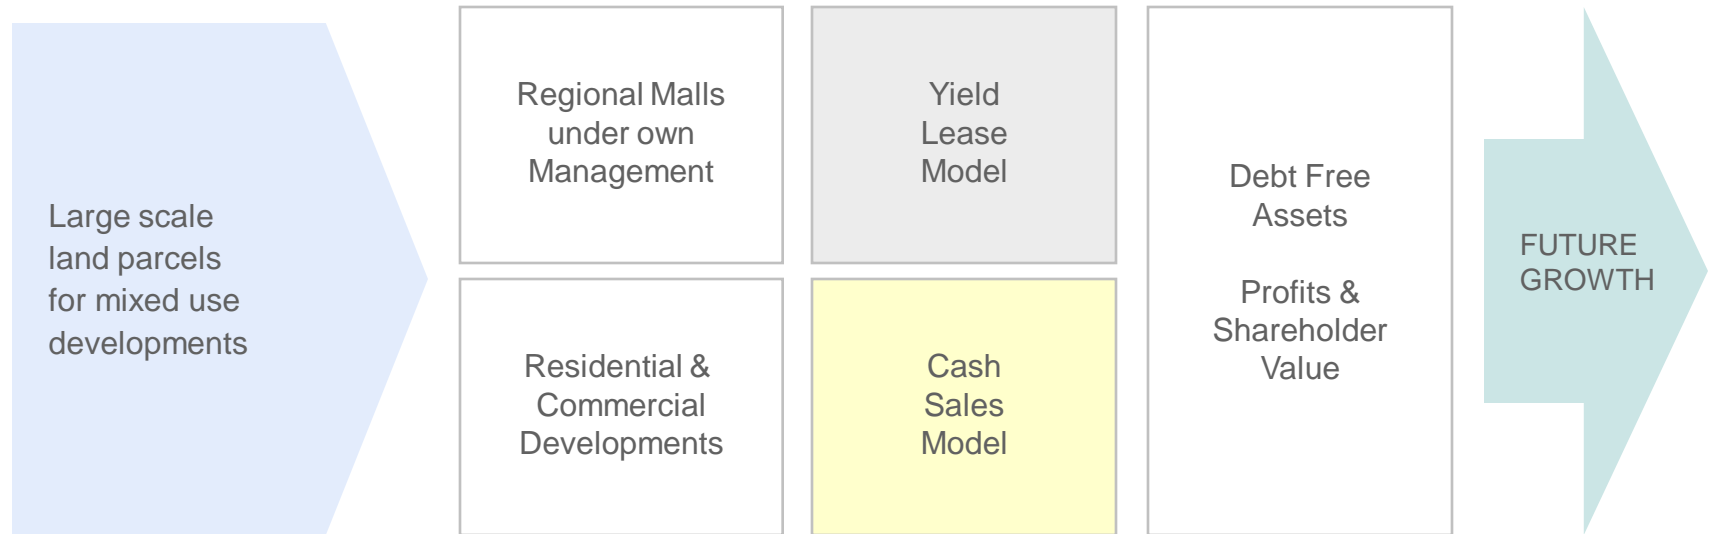 Large scale
land parcels
for mixed use
developments
Regional Malls
under own
Management
Yield
Lease
Model
Residential &
Commercial
Developments
Cash
Sales
Model
Debt Free
Assets
Profits &
Shareholder
Value
FUTURE
GROWTH